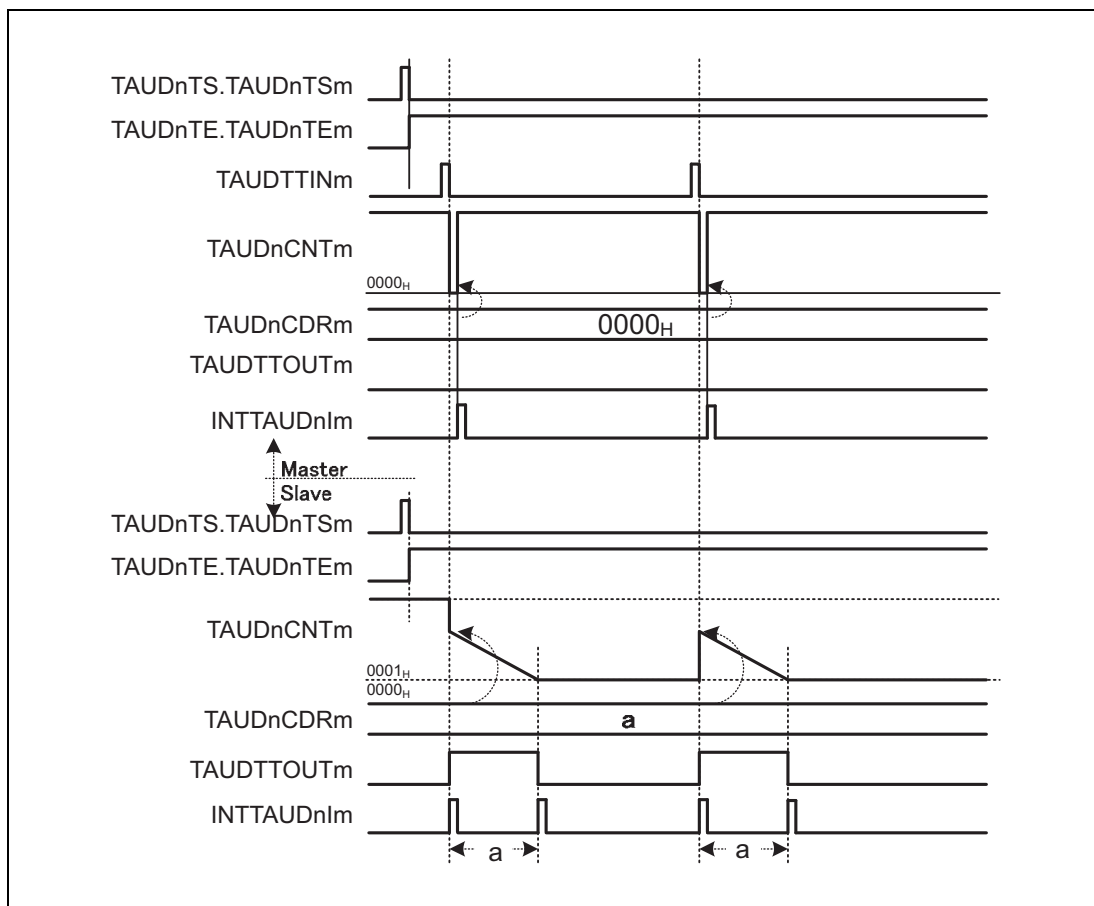 TAUDnTS.TAUDnTSm
TAUDnTE.TAUDnTEm
TAUDTTINm
TAUDnCNTm
0000H
TAUDnCDRm
0000H
TAUDTTOUTm
INTTAUDnIm
Master
Slave
TAUDnTS.TAUDnTSm
TAUDnTE.TAUDnTEm
TAUDnCNTm
0001H
0000H
TAUDnCDRm
a
TAUDTTOUTm
INTTAUDnIm
a a